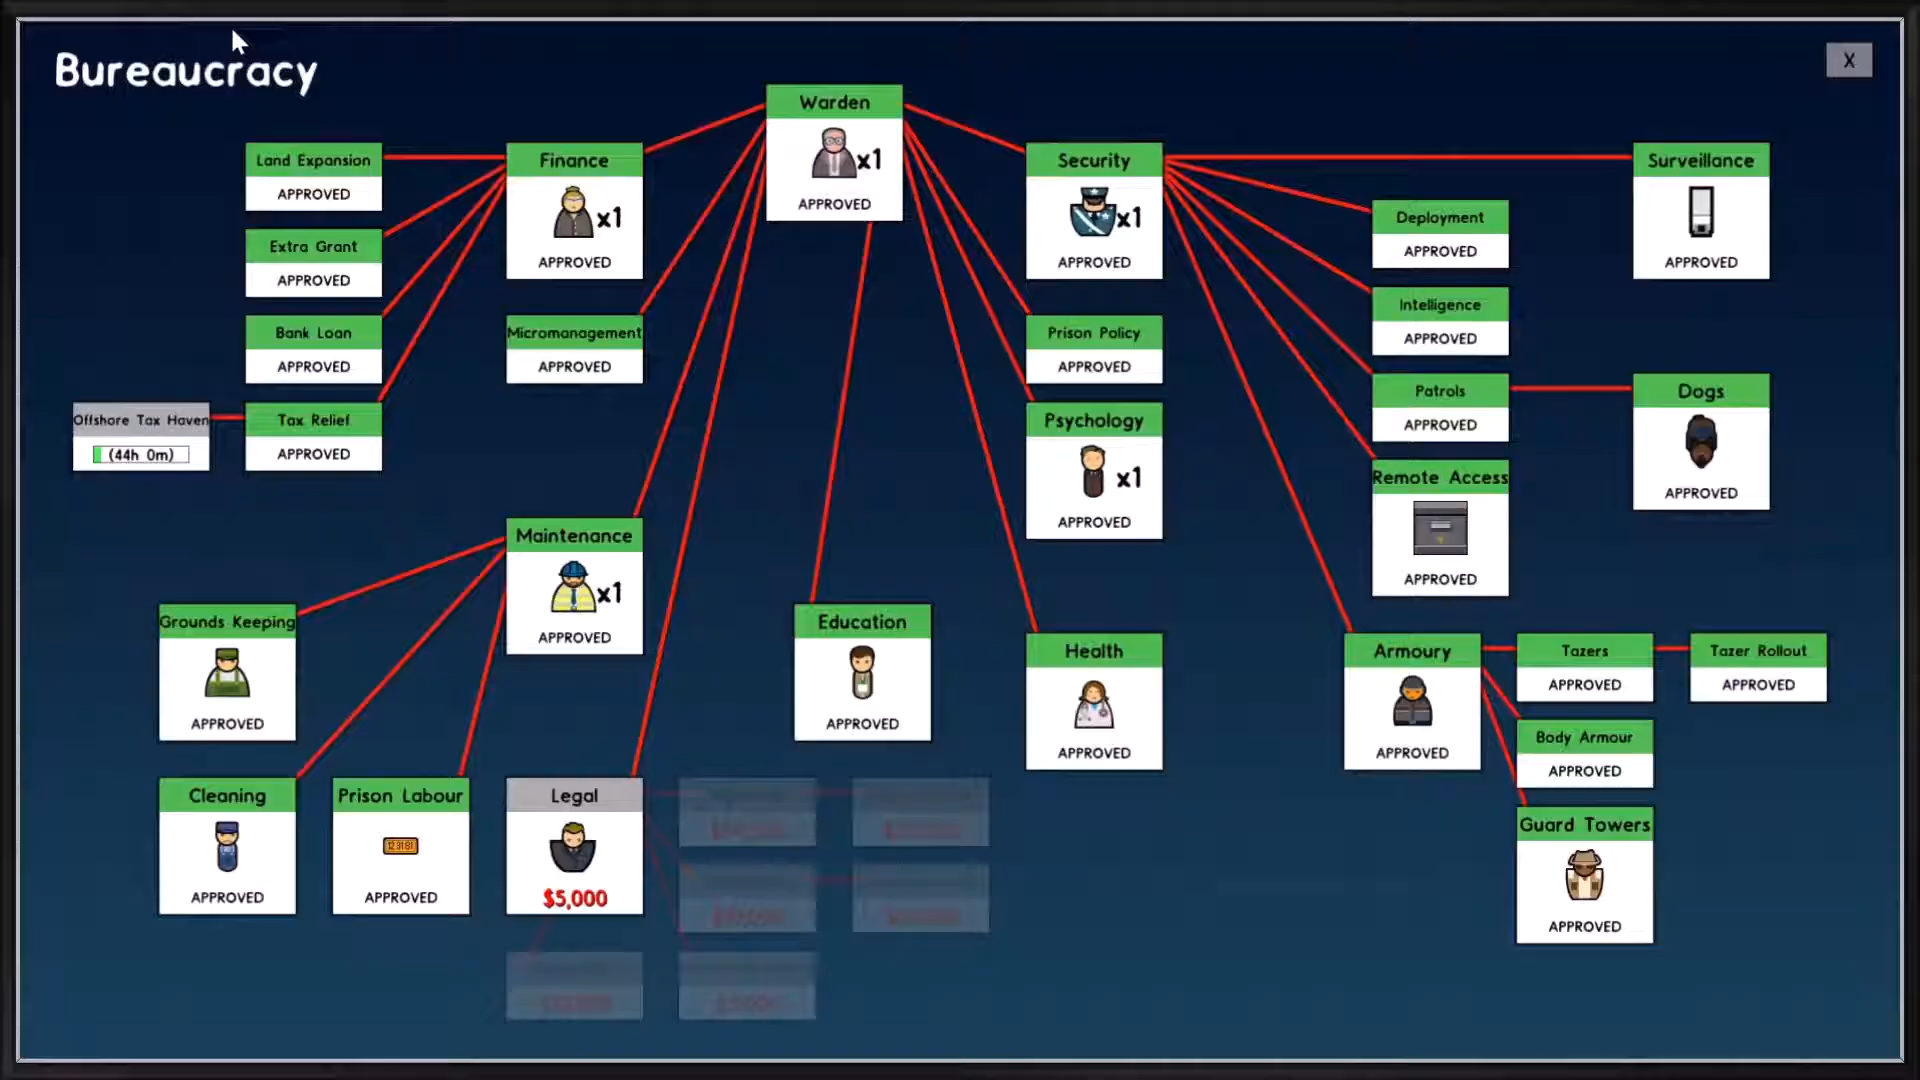 Bureaucracy
X
Warden
x1
APPROVED
Land Expansion
APPROVED
Finance
x1
APPROVED
Security
x1
APPROVED
Surveillance
APPROVED
Extra Grant
APPROVED
Deployment
APPROVED
Bank Loan
APPROVED
Micromanagement
APPROVED
Prison Policy
APPROVED
Intelligence
APPROVED
Offshore Tax Haven
(44h 0m)
Tax Relief
APPROVED
Psychology
x1
APPROVED
Patrols
APPROVED
Dogs
APPROVED
Remote Access
APPROVED
Maintenance
x1
APPROVED
Grounds Keeping
APPROVED
Education
APPROVED
Health
APPROVED
Armoury
APPROVED
Tazers
APPROVED
Tazer Rollout
APPROVED
Body Armour
APPROVED
Cleaning
APPROVED
Prison Labour
APPROVED
Legal
$5,000
Guard Towers
APPROVED